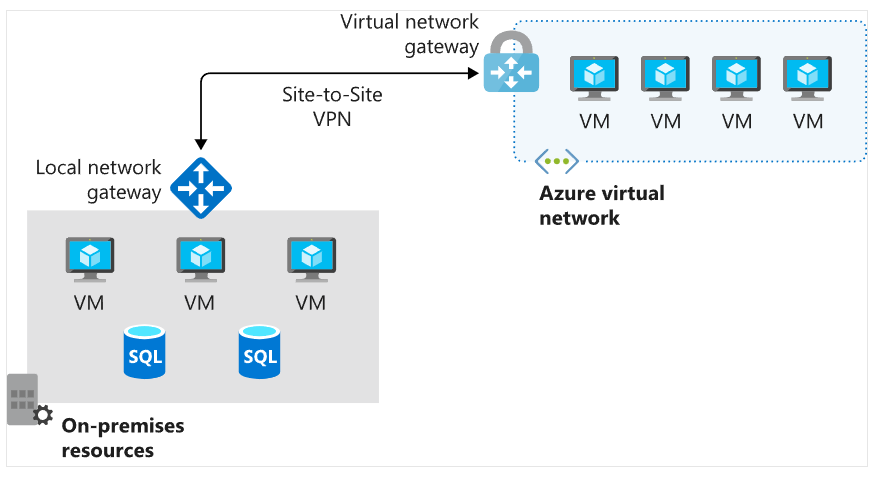 Virtual network
gateway
VM VM VM VM
Site-to-Site
VPN
Azure virtual
network
Local network
gateway
VM VM VM
SQL SQL
On-premises
resources